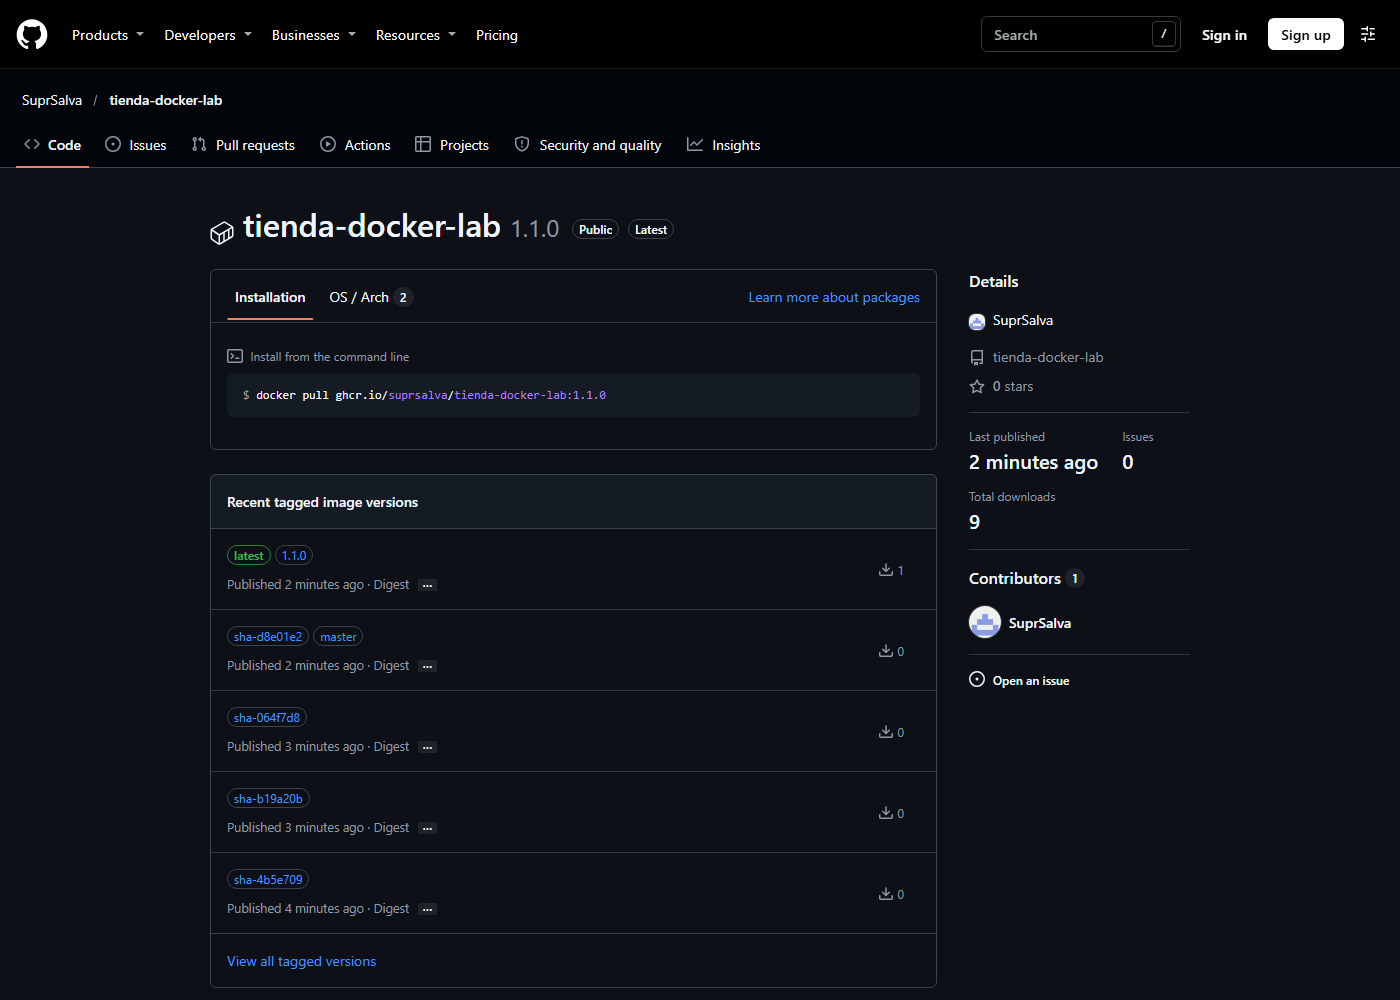 Products Developers Businesses Resources Pricing Search / Sign in Sign up
SuprSalva / tienda-docker-lab
Code Issues Pull requests Actions Projects Security and quality Insights
tienda-docker-lab 1.1.0 Public Latest
Installation OS / Arch 2 Learn more about packages
Install from the command line
$ docker pull ghcr.io/suprsalva/tienda-docker-lab:1.1.0
Recent tagged image versions
latest 1.1.0
Published 2 minutes ago · Digest ...
1
sha-d8e01e2 master
Published 2 minutes ago · Digest ...
0
sha-064f7d8
Published 3 minutes ago · Digest ...
0
sha-b19a20b
Published 3 minutes ago · Digest ...
0
sha-4b5e709
Published 4 minutes ago · Digest ...
0
View all tagged versions
Details
SuprSalva
tienda-docker-lab
0 stars
Last published Issues
2 minutes ago 0
Total downloads
9
Contributors 1
SuprSalva
Open an issue